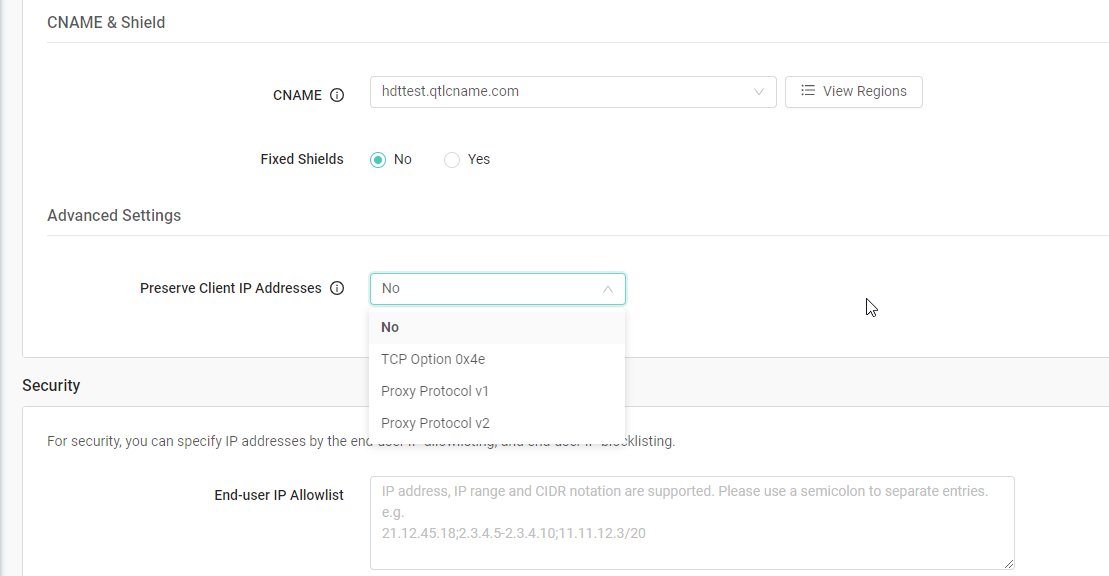 CNAME & Shield
CNAME
hdttest.qtlcname.com
View Regions
Fixed Shields
No
Yes
Advanced Settings
Preserve Client IP Addresses
No
No
TCP Option 0x4e
Proxy Protocol v1
Proxy Protocol v2
Security
For security, you can specify IP addresses by the end-user IP allowlisting, and end-user IP blocklisting.
End-user IP Allowlist
IP address, IP range and CIDR notation are supported. Please use a semicolon to separate entries.
e.g.
21.12.45.18;2.3.4.5-2.3.4.10;11.11.12.3/20